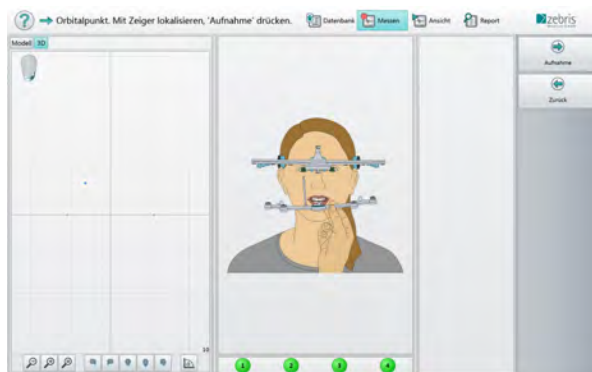 ? → Orbitalpunkt. Mit Zeiger lokalisieren, 'Aufnahme' drücken. Datenbank Messen Ansicht Report zebris
Modell 3D
Aufnahme
Zurück
10
1 2 3 4